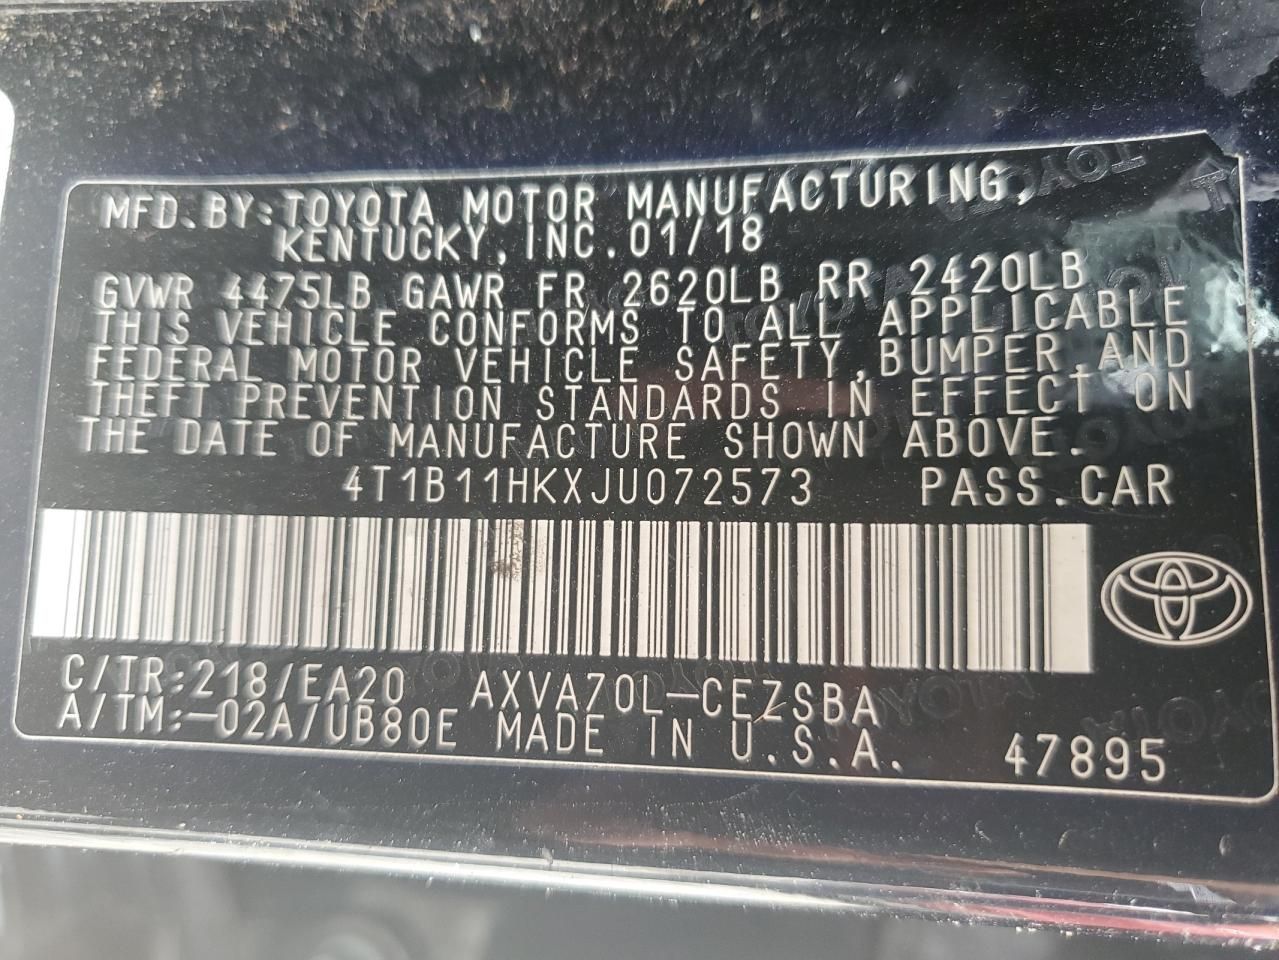 MFD.BY:TOYOTA MOTOR MANUFACTURING,
KENTUCKY,INC.01/18
GVWR 4475LB GAWR FR 2620LB RR 2420LB
THIS VEHICLE CONFORMS TO ALL APPLICABLE
FEDERAL MOTOR VEHICLE SAFETY,BUMPER,AND
THEFT PREVENTION STANDARDS IN EFFECT ON
THE DATE OF MANUFACTURE SHOWN ABOVE.
4T1B11HKXJU072573 PASS.CAR
C/TR:218/EA20 AXVA70L-CEZSBA
A/TM:-02A/UB80E MADE IN U.S.A. 47895